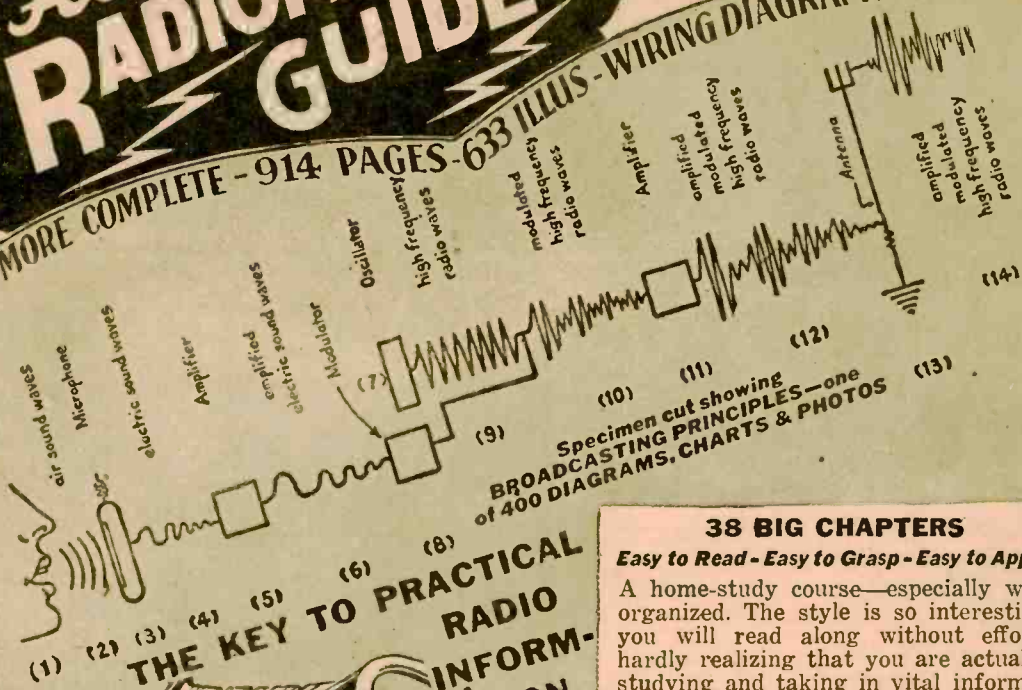 RADIO
GUIDE
MORE COMPLETE - 914 PAGES - 633 ILLUS - WIRING
air sound waves
Microphone
electric sound waves
Amplifier
amplified
electric sound waves
Modulator
Oscillator
high frequency
radio waves
modulated
high frequency
radio waves
Amplifier
amplified
modulated
high frequency
radio waves
Antenna
amplified
modulated
high frequency
radio waves
(1)
(2)
(3)
(4)
(5)
(6)
(7)
(8)
(9)
(10)
(11)
(12)
(13)
(14)
Specimen cut showing
BROADCASTING PRINCIPLES—one
of 400 DIAGRAMS, CHARTS & PHOTOS
THE KEY TO PRACTICAL
RADIO
INFORM-
38 BIG CHAPTERS
Easy to Read - Easy to Grasp - Easy to
A home-study course—especially
organized. The style is so
you will read along without
hardly realizing that you are
studying and taking in vital